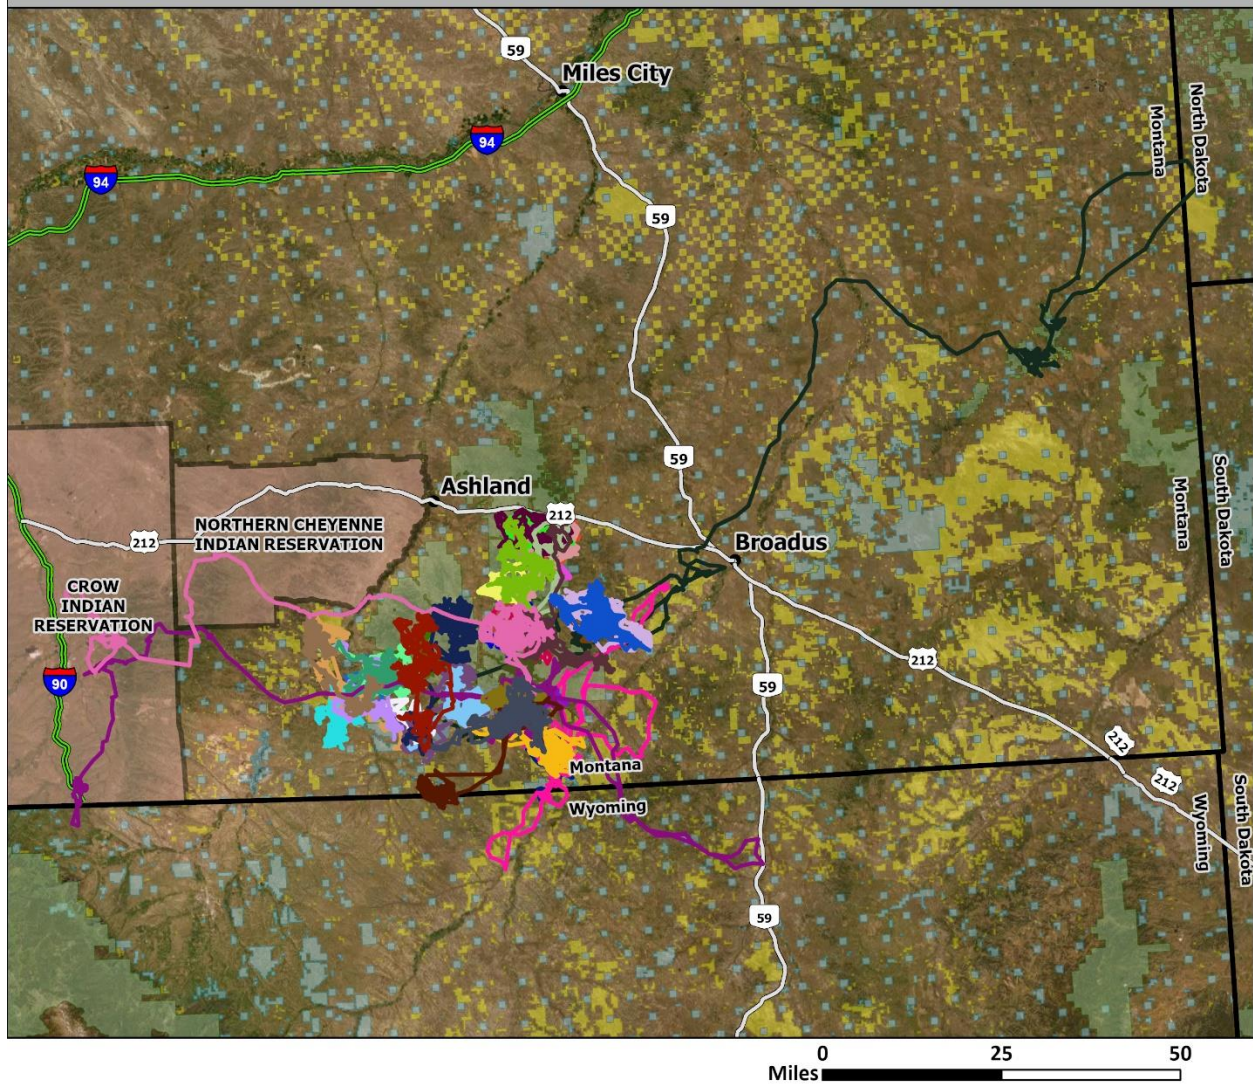 59
Miles City
94
94
59
North Dakota
Montana
59
Ashland
212
212
NORTHERN CHEYENNE
INDIAN RESERVATION
Broadus
South Dakota
Montana
CROW
INDIAN
RESERVATION
90
212
59
212
212
Montana
Wyoming
South Dakota
Wyoming
59
0
25
50
Miles